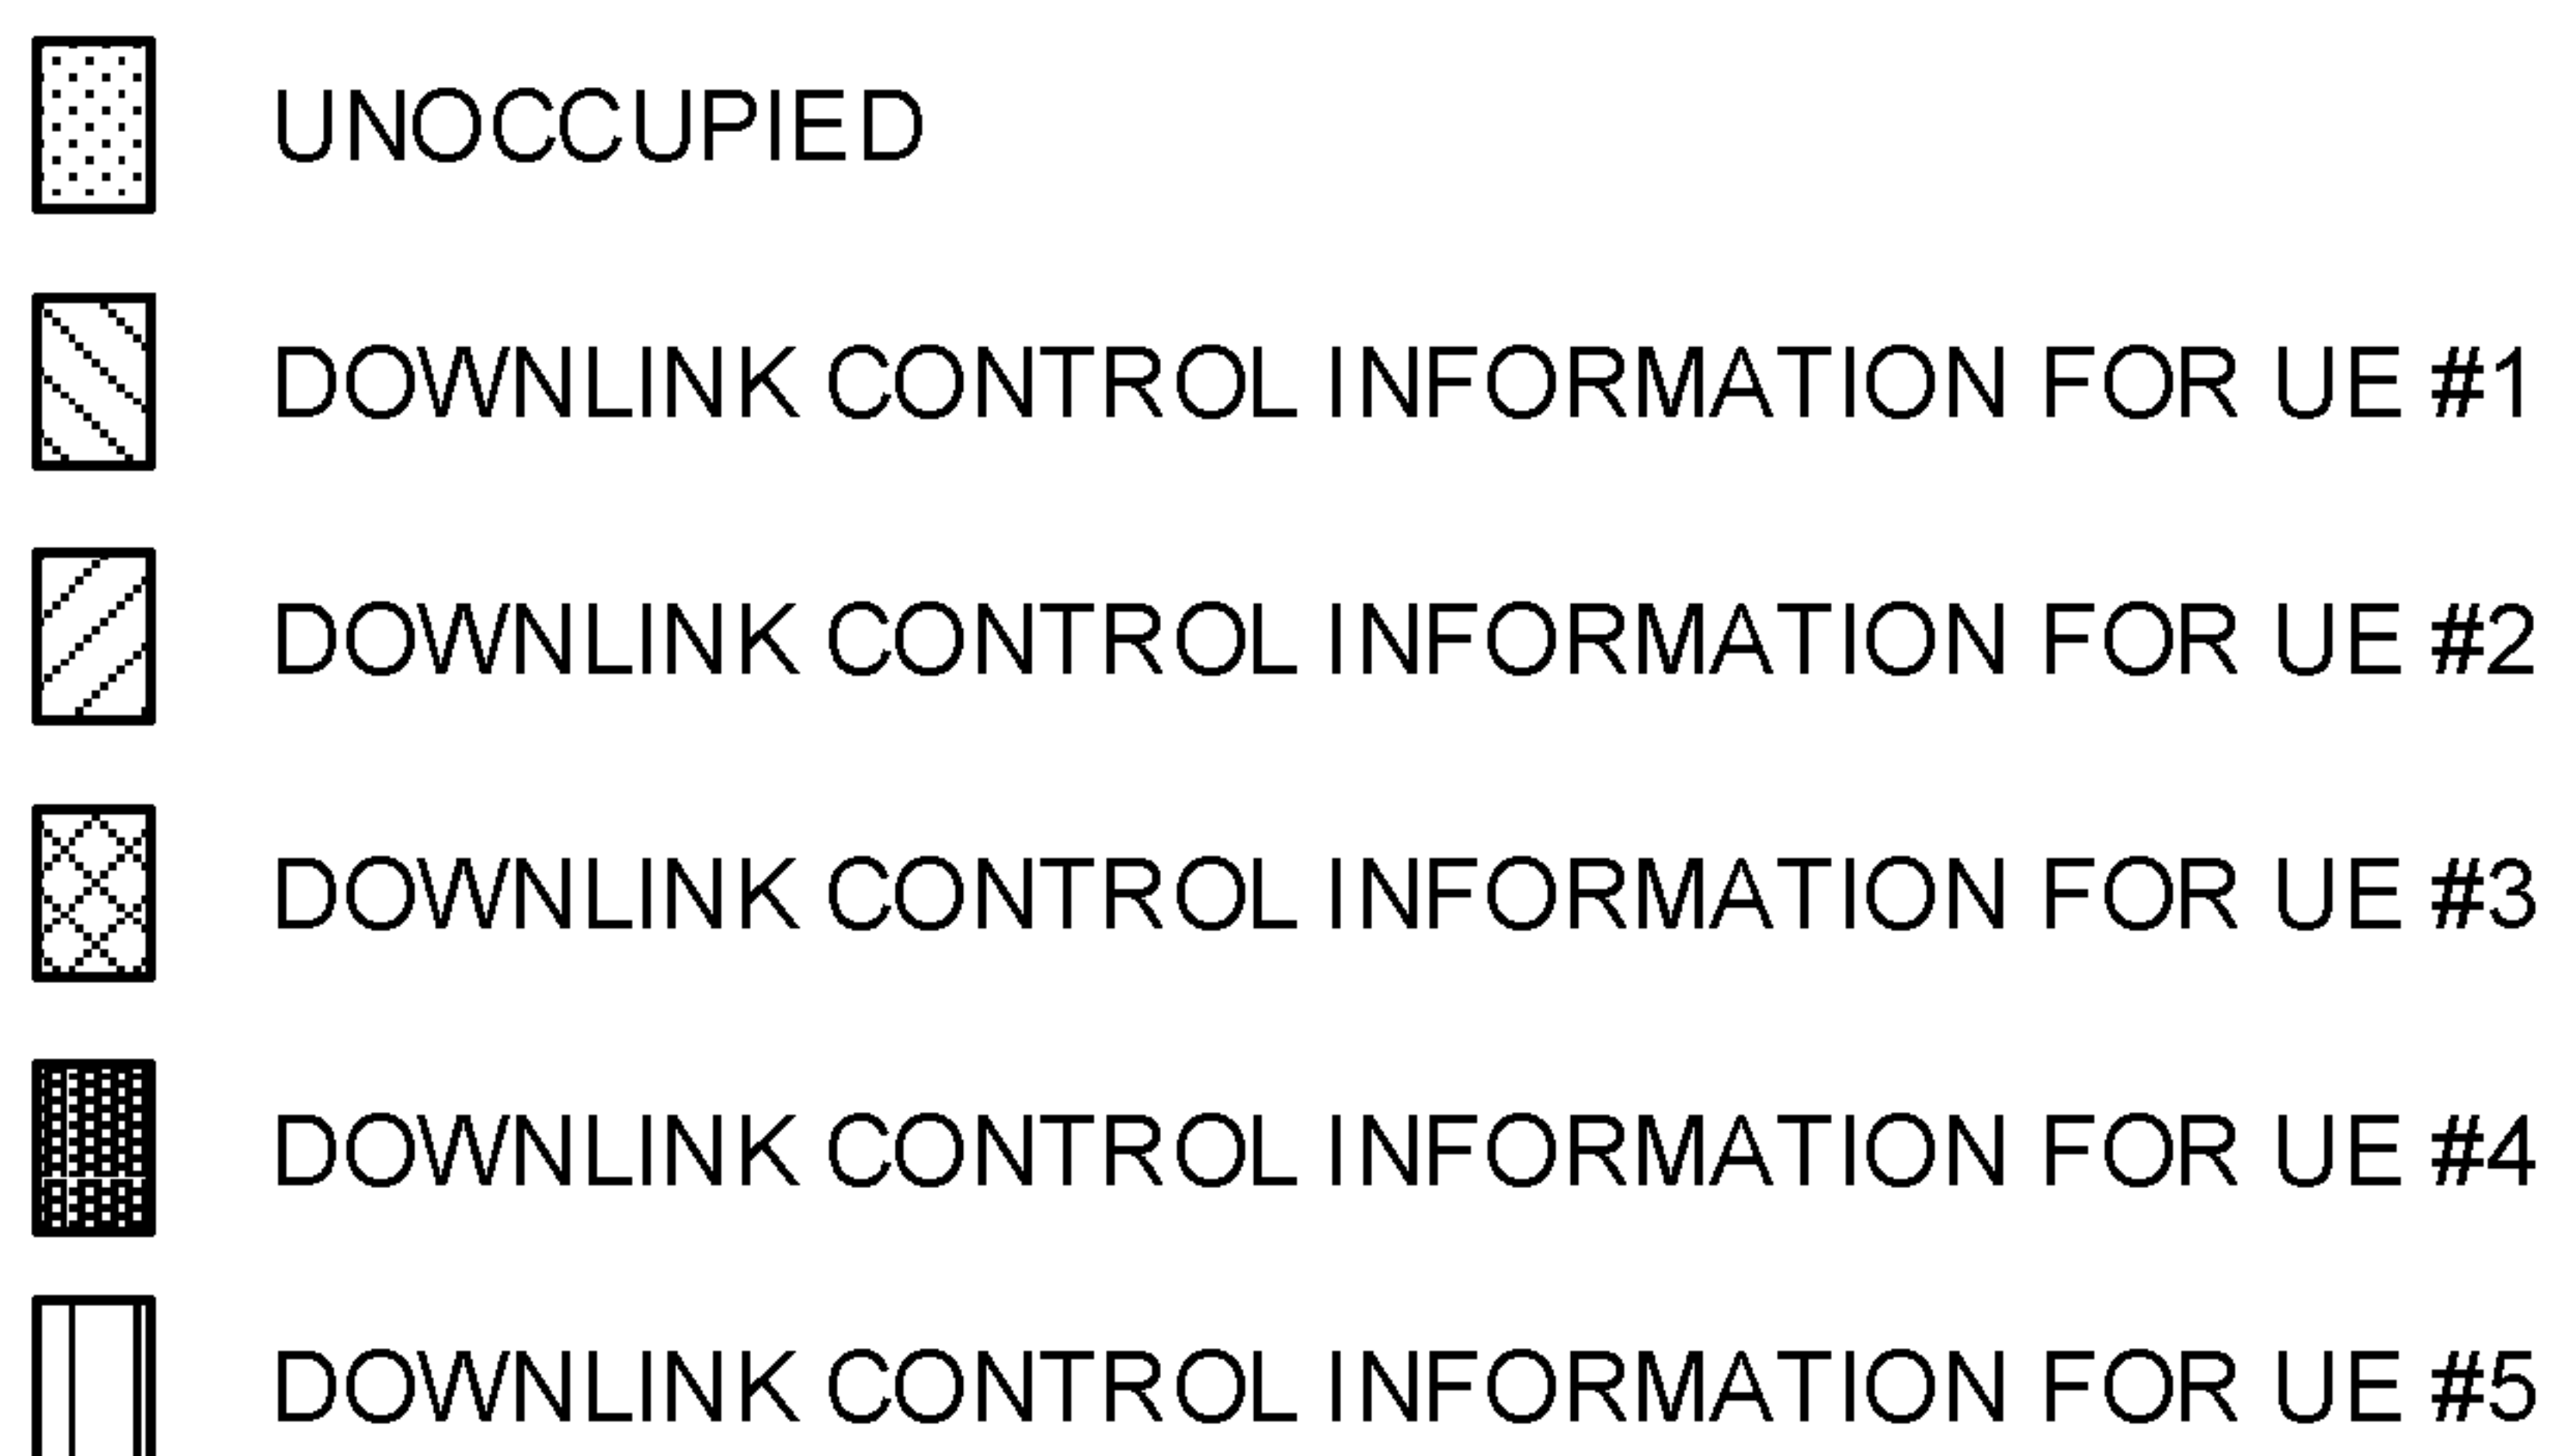 UNOCCUPIED
DOWNLINK CONTROL INFORMATION FOR UE #1
DOWNLINK CONTROL INFORMATION FOR UE #2
DOWNLINK CONTROL INFORMATION FOR UE #3
DOWNLINK CONTROL INFORMATION FOR UE #4
DOWNLINK CONTROL INFORMATION FOR UE #5